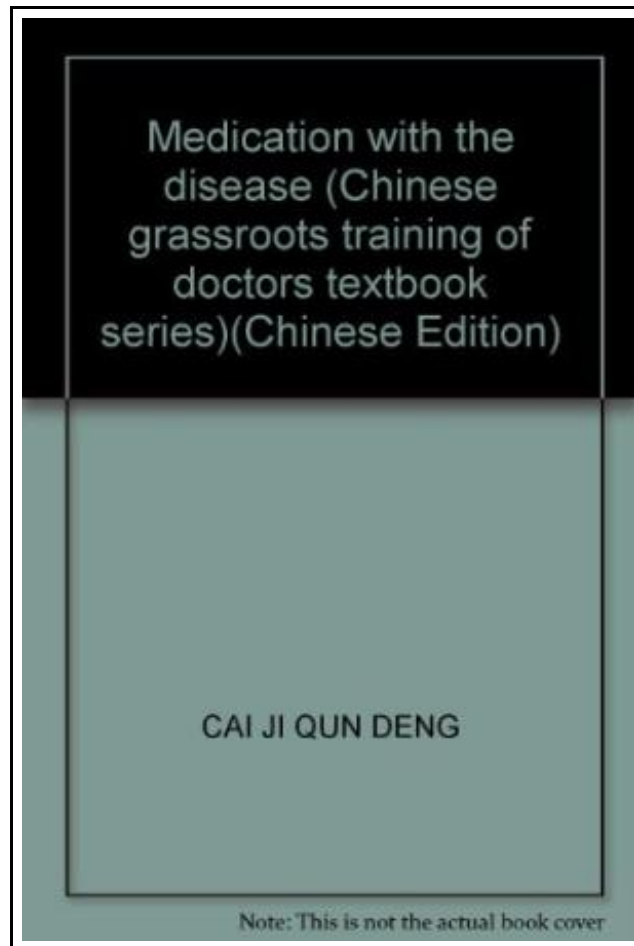 Medication with the
disease (Chinese
grassroots training of
doctors textbook
series)(Chinese Edition)
CAI JI QUN DENG
Note: This is not the actual book cover